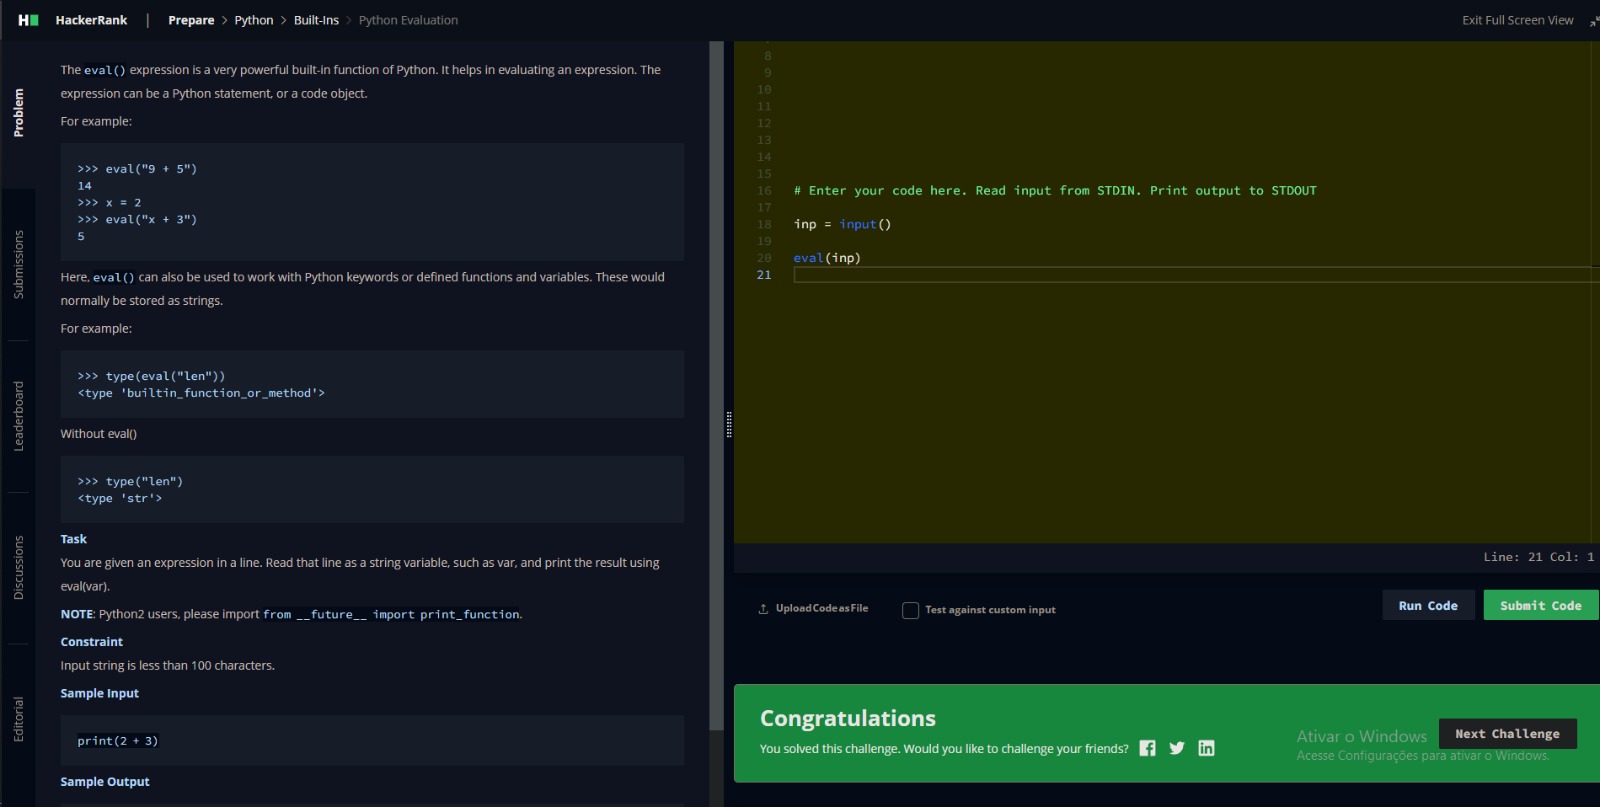 HackerRank | Prepare > Python > Built-Ins > Python Evaluation
Exit Full Screen View
Problem
Submissions
Leaderboard
Discussions
Editorial
The eval() expression is a very powerful built-in function of Python. It helps in evaluating an expression. The
expression can be a Python statement, or a code object.
For example:
>>> eval("9 + 5")
14
>>> x = 2
>>> eval("x + 3")
5
Here, eval() can also be used to work with Python keywords or defined functions and variables. These would
normally be stored as strings.
For example:
>>> type(eval("len"))
<type 'builtin_function_or_method'>
Without eval()
>>> type("len")
<type 'str'>
Task
You are given an expression in a line. Read that line as a string variable, such as var, and print the result using
eval(var).
NOTE: Python2 users, please import from __future__ import print_function.
Constraint
Input string is less than 100 characters.
Sample Input
print(2 + 3)
Sample Output
8
9
10
11
12
13
14
15
16 # Enter your code here. Read input from STDIN. Print output to STDOUT
17
18 inp = input()
19
20 eval(inp)
21
Line: 21 Col: 1
Upload Code as File
Test against custom input
Run Code
Submit Code
Congratulations
You solved this challenge. Would you like to challenge your friends?
Next Challenge
Ativar o Windows
Acesse Configurações para ativar o Windows.